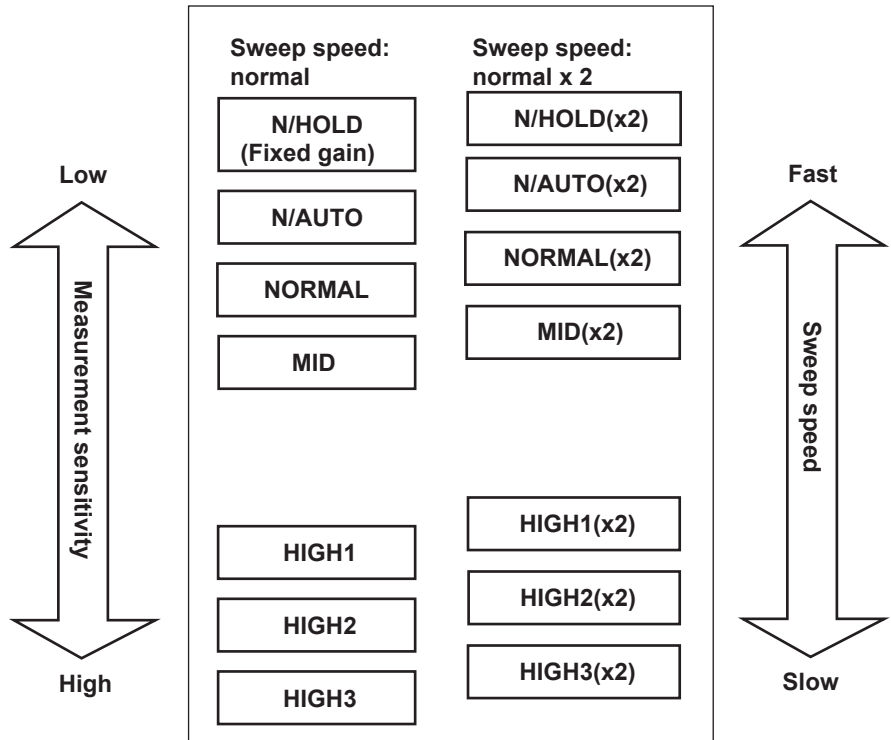 Sweep speed:
normal
Sweep speed:
normal x 2
N/HOLD
(Fixed gain)
N/AUTO
NORMAL
MID
HIGH1
HIGH2
HIGH3
N/HOLD(x2)
N/AUTO(x2)
NORMAL(x2)
MID(x2)
HIGH1(x2)
HIGH2(x2)
HIGH3(x2)
Low
Measurement sensitivity
High
Fast
Sweep speed
Slow